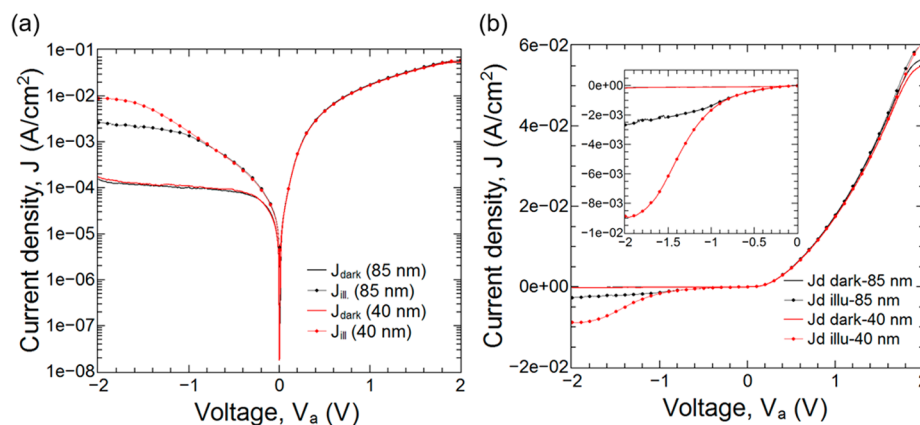 (a)
Current density, J (A/cm²)
1e−01
1e−02
1e−03
1e−04
1e−05
1e−06
1e−07
1e−08
J_dark (85 nm)
J_ill. (85 nm)
J_dark (40 nm)
J_ill (40 nm)
−2 −1 0 1 2
Voltage, V_a (V)
(b)
Current density, J (A/cm²)
6e−02
4e−02
2e−02
0e+00
−2e−02
0e+00
−2e−03
−4e−03
−6e−03
−8e−03
−1e−02
−2 −1.5 −1 −0.5 0
Jd dark-85 nm
Jd illu-85 nm
Jd dark-40 nm
Jd illu-40 nm
−2 −1 0 1 2
Voltage, V_a (V)